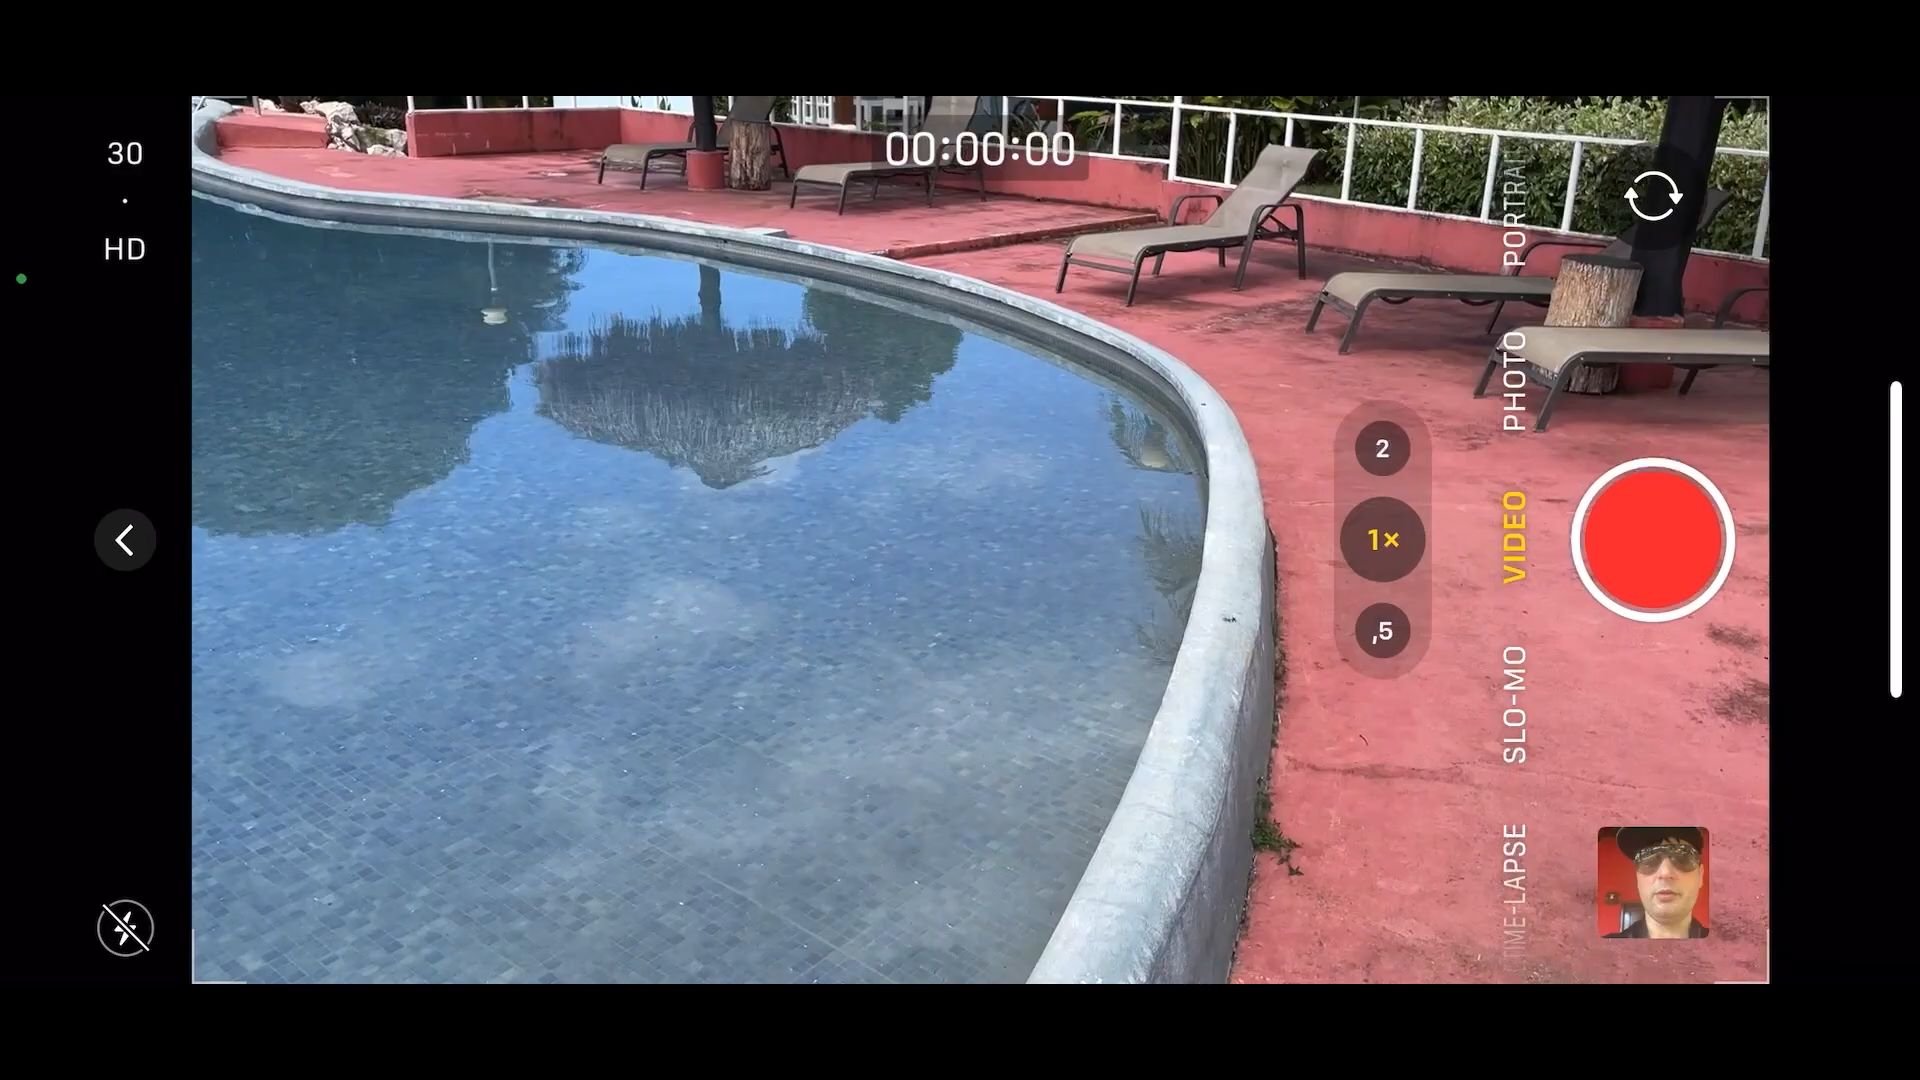 30
·
HD
00:00:00
2
1×
,5
PORTRAIT
PHOTO
VIDEO
SLO-MO
TIME-LAPSE